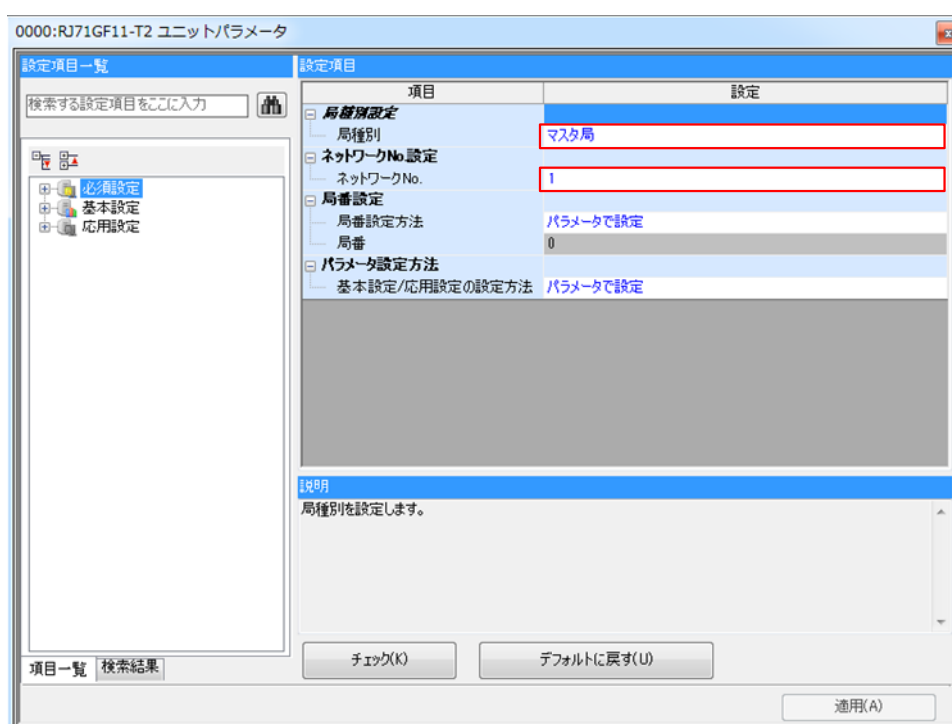 0000:RJ71GF11-T2 ユニットパラメータ
設定項目一覧
検索する設定項目をここに入力
必須設定
基本設定
応用設定
項目一覧 検索結果
設定項目
項目 設定
局種別設定
局種別 マスタ局
ネットワークNo.設定
ネットワークNo. 1
局番設定
局番設定方法 パラメータで設定
局番 0
パラメータ設定方法
基本設定/応用設定の設定方法 パラメータで設定
説明
局種別を設定します。
チェック(K) デフォルトに戻す(U)
適用(A)